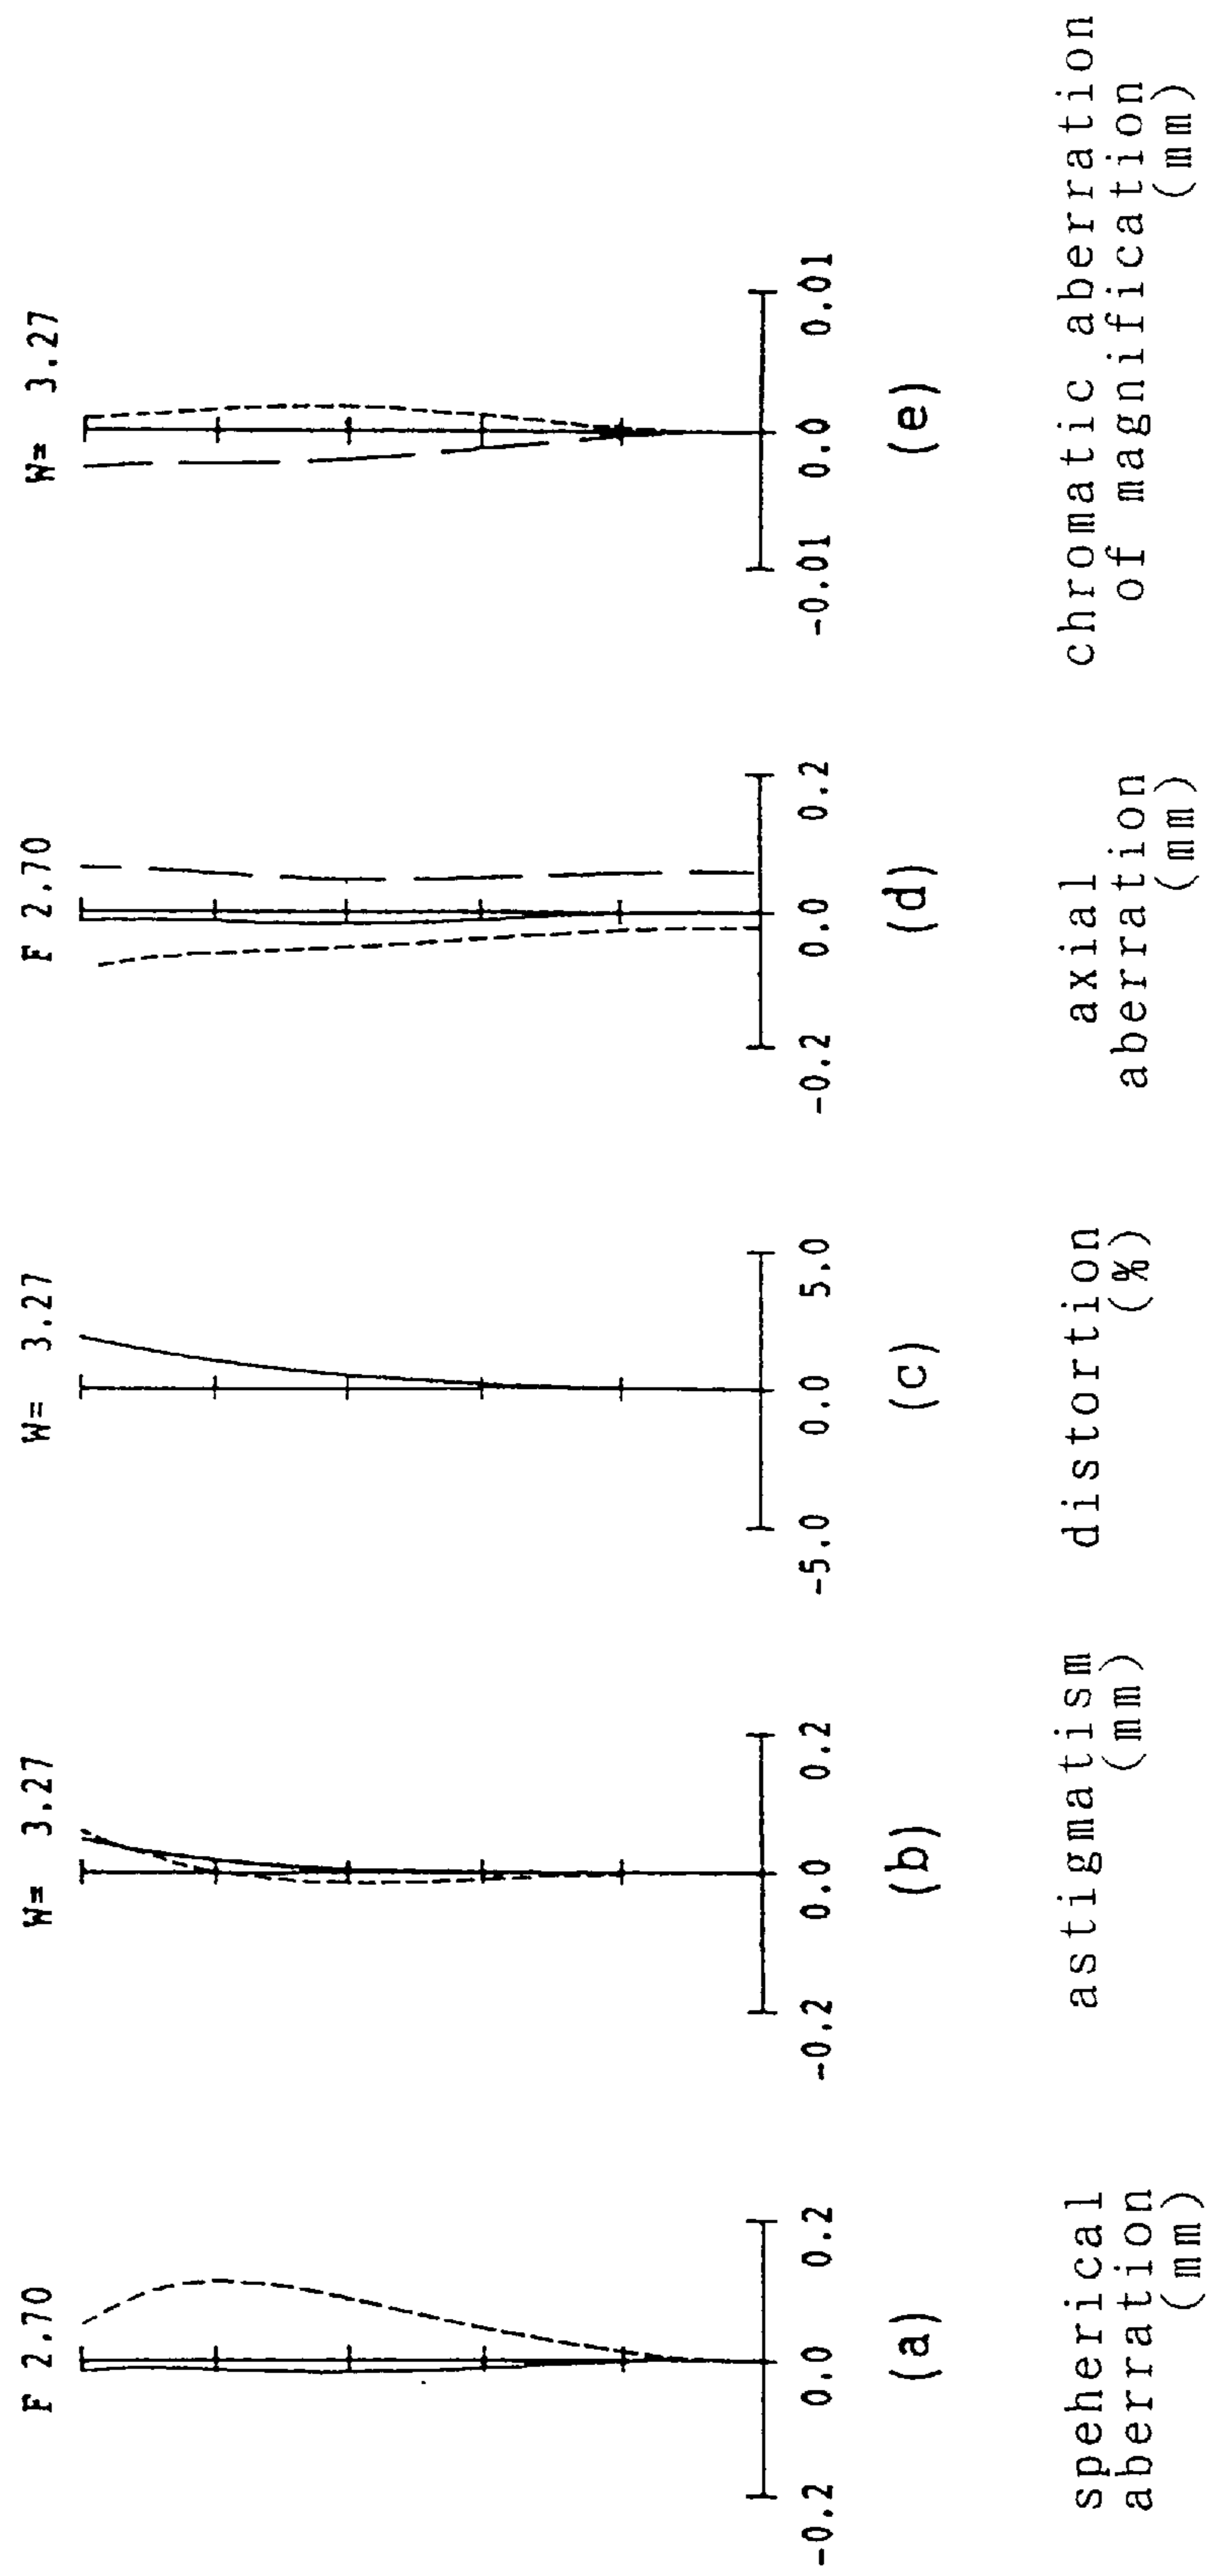 F 2.70
W= 3.27
W= 3.27
F 2.70
W= 3.27
-0.2 0.0 0.2
-0.2 0.0 0.2
-5.0 0.0 5.0
-0.2 0.0 0.2
-0.01 0.0 0.01
(a)
(b)
(c)
(d)
(e)
speherical
aberration
(mm)
astigmatism
(mm)
distortion
(%)
axial
aberration
(mm)
chromatic aberration
of magnification
(mm)